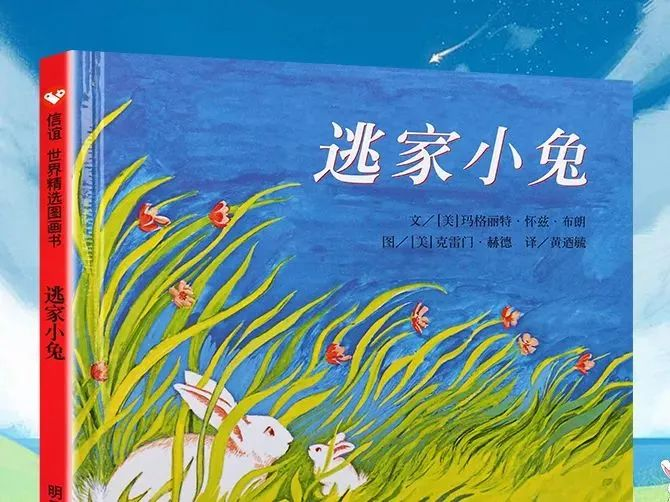 逃家小兔
文／[美]玛格丽特·怀兹·布朗
图／[美]克雷门·赫德 译／黄迺毓
信谊 世界精选图画书
逃家小兔
明